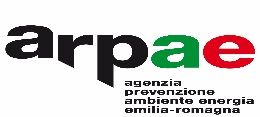 arpae
agenzia
prevenzione
ambiente energia
emilia-romagna